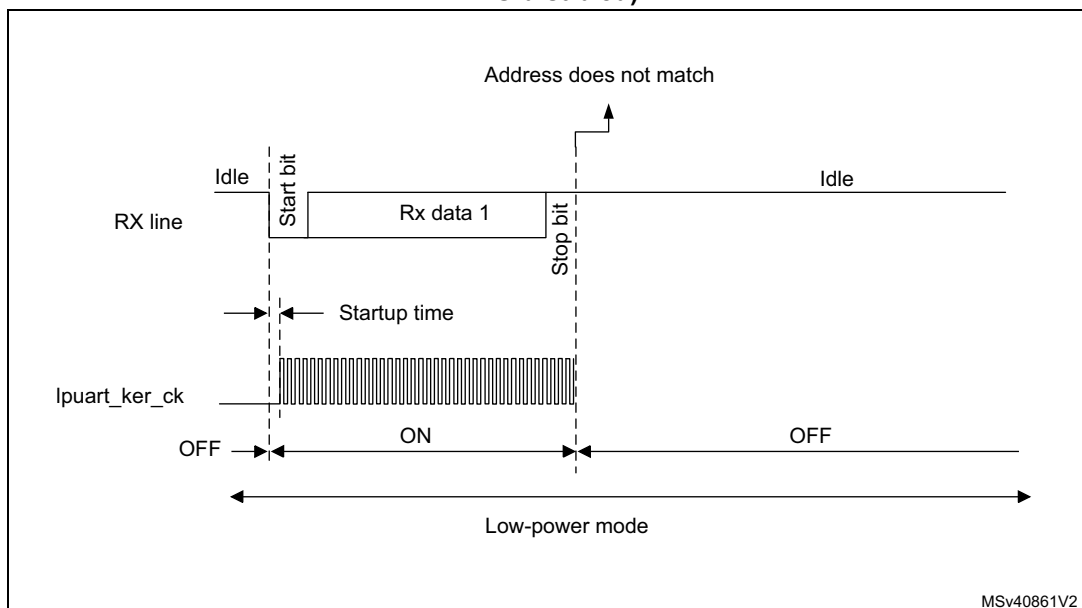 Address does not match
Idle
Start bit
Rx data 1
Stop bit
Idle
RX line
Startup time
lpuart_ker_ck
OFF
ON
OFF
Low-power mode
MSv40861V2